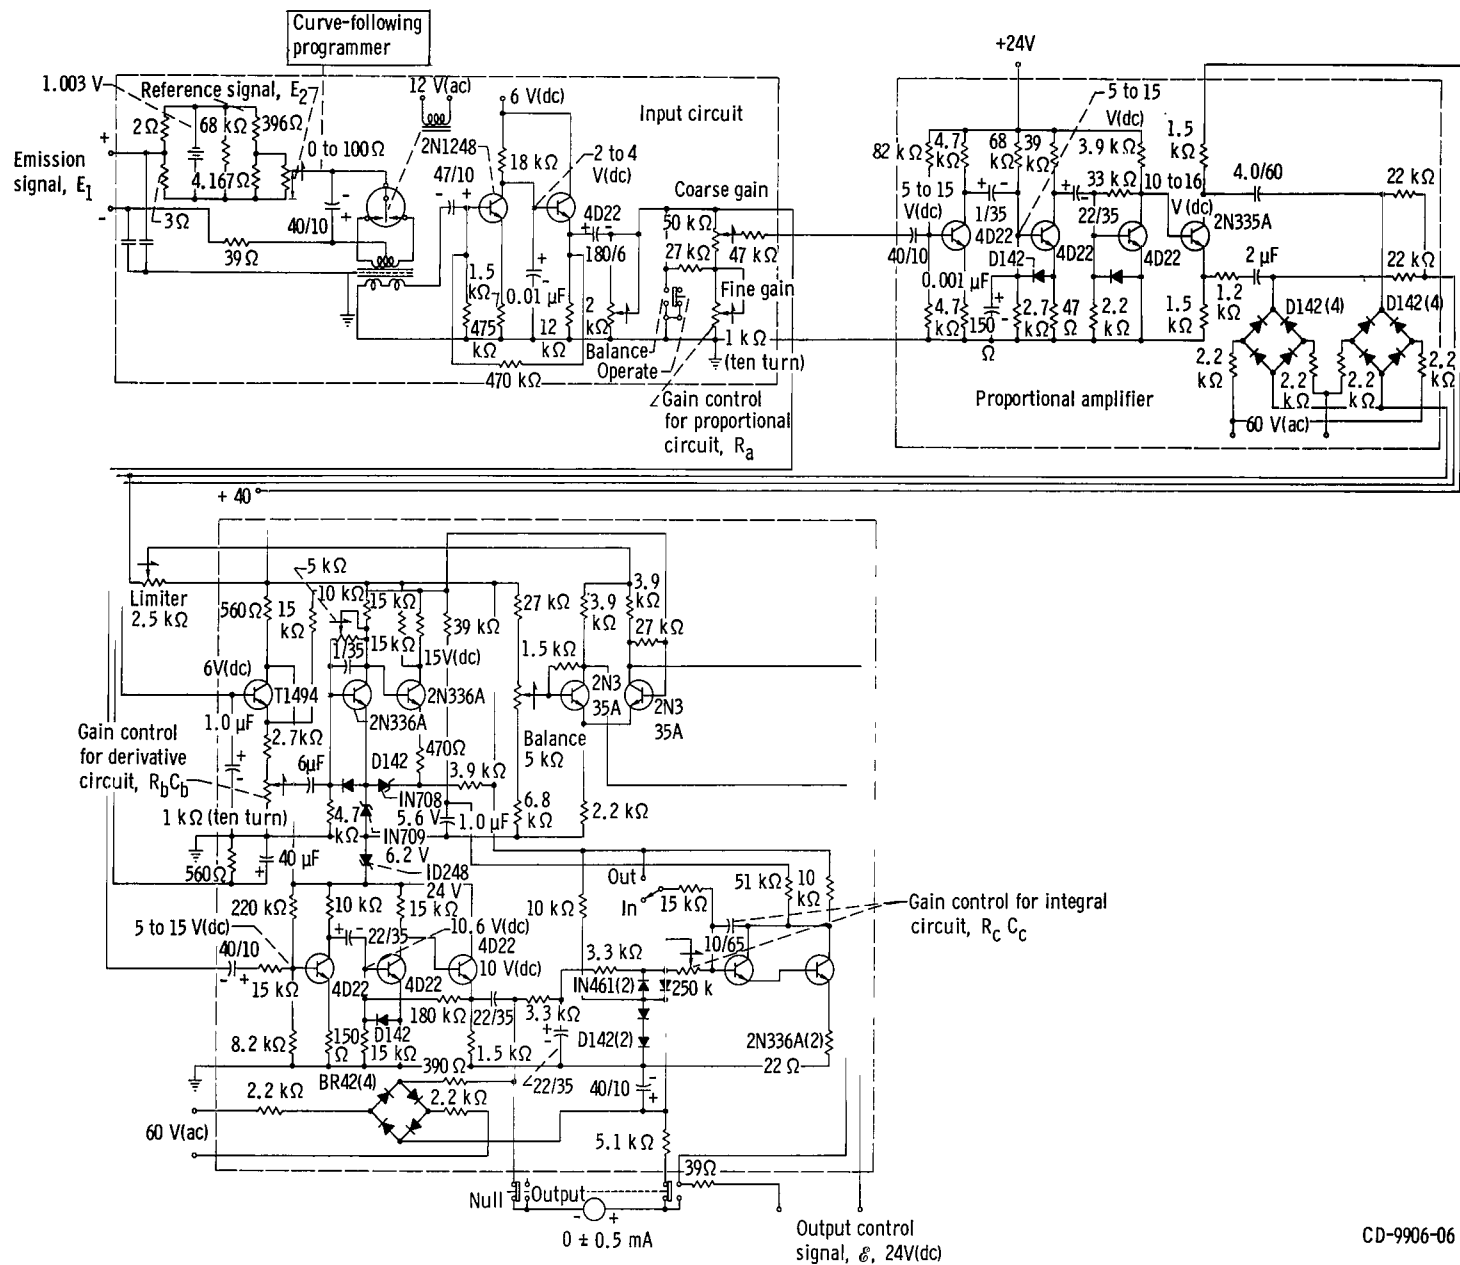 Curve-following
programmer
+24V
1.003 V
12 V(ac)
Reference signal, E2
6 V(dc)
Input circuit
5 to 15
V(dc)
2Ω
68 kΩ
396Ω
2N1248
1.5
kΩ
+
Emission
signal, E1
-
0 to 100Ω
18 kΩ
2 to 4
V(dc)
82 kΩ
4.7
kΩ
68
kΩ
39
kΩ
3.9 kΩ
4.0/60
22 kΩ
4.167Ω
47/10
Coarse gain
5 to 15
V(dc)
1/35
33 kΩ
10 to 16
V (dc)
3Ω
40/10
4D22
180/6
50 kΩ
22/35
2N335A
39Ω
27 kΩ
47 kΩ
40/10
4D22
D142
4D22
4D22
2 μF
22 kΩ
1.5
kΩ
0.01 μF
Fine gain
0.001 μF
1.2
kΩ
D142(4)
D142(4)
475
kΩ
12
kΩ
2
kΩ
Balance
Operate
1 kΩ
(ten turn)
4.7
kΩ
150
Ω
2.7
kΩ
47
Ω
2.2
kΩ
1.5
kΩ
470 kΩ
2.2
kΩ
2.2
kΩ
2.2
kΩ
2.2
kΩ
Gain control
for proportional
circuit, Ra
Proportional amplifier
60 V(ac)
+ 40
Limiter
2.5 kΩ
560Ω
15
kΩ
5 kΩ
10 kΩ
15
kΩ
15 kΩ
39 kΩ
27 kΩ
3.9
kΩ
3.9
kΩ
27 kΩ
1/35
15V(dc)
1.5 kΩ
6V(dc)
T1494
2N336A
2N336A
2N3
35A
2N3
35A
1.0 μF
Gain control
for derivative
circuit, RbCb
2.7kΩ
6μF
D142
470Ω
3.9 kΩ
Balance
5 kΩ
1 kΩ (ten turn)
4.7
kΩ
IN708
5.6 V
IN709
1.0 μF
6.8
kΩ
2.2 kΩ
560Ω
40 μF
6.2 V
ID248
24 V
Out
In
51 kΩ
10
kΩ
220 kΩ
10 kΩ
15 kΩ
10 kΩ
15 kΩ
Gain control for integral
circuit, Rc Cc
5 to 15 V(dc)
40/10
22/35
10.6 V(dc)
4D22
10 V(dc)
10/65
15 kΩ
4D22
4D22
3.3 kΩ
IN461(2)
250 k
180 kΩ
22/35
3.3 kΩ
8.2 kΩ
150
Ω
D142
15 kΩ
1.5 kΩ
D142(2)
2N336A(2)
22 Ω
BR42(4)
390 Ω
22/35
40/10
2.2 kΩ
2.2 kΩ
60 V(ac)
5.1 kΩ
39Ω
Null
Output
- +
0 ± 0.5 mA
Output control
signal, ℰ, 24V(dc)
CD-9906-06